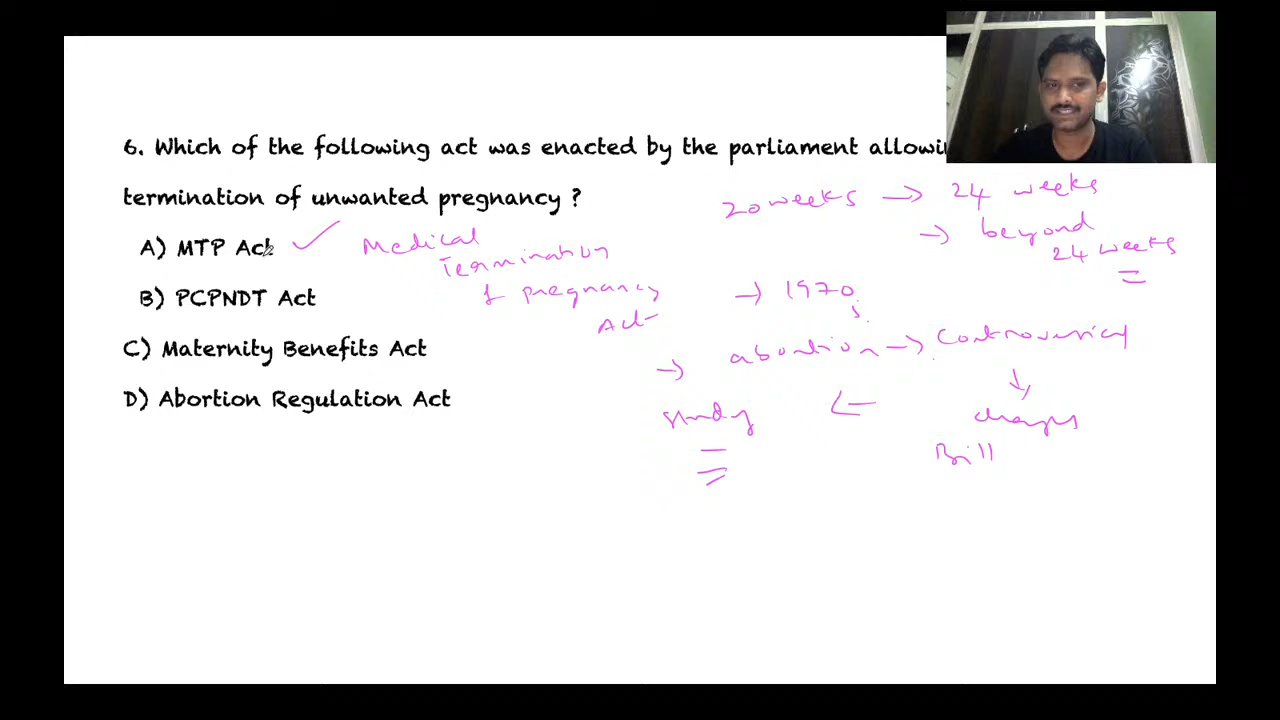 6. Which of the following act was enacted by the parliament allowi
termination of unwanted pregnancy ?
20 weeks → 24 weeks
→ beyond
24 weeks
A) MTP Act ✓ Medical
Termination
of pregnancy
Act
B) PCPNDT Act
→ 1970s
C) Maternity Benefits Act
→ abortion → controversial
D) Abortion Regulation Act
study ← changes
Bill